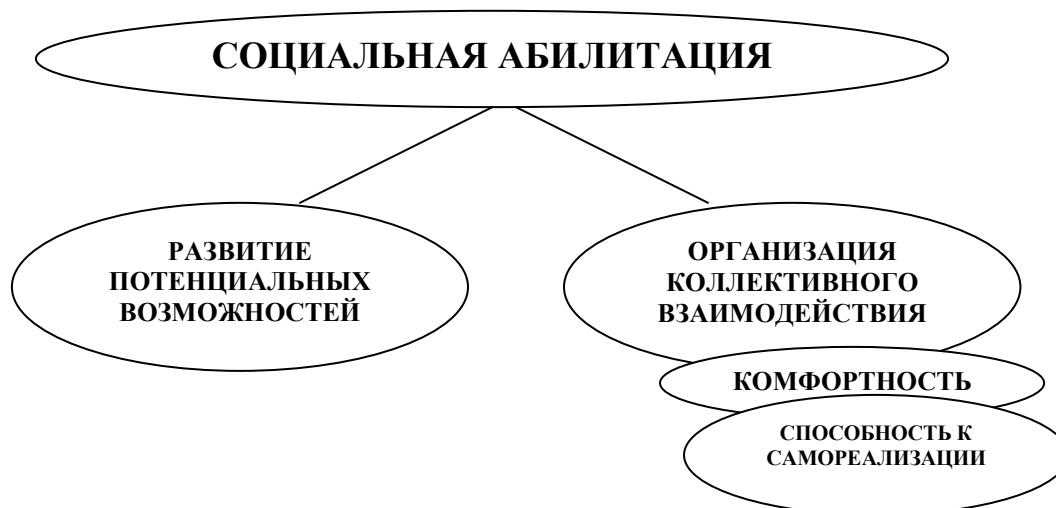 СОЦИАЛЬНАЯ АБИЛИТАЦИЯ
РАЗВИТИЕ
ПОТЕНЦИАЛЬНЫХ
ВОЗМОЖНОСТЕЙ
ОРГАНИЗАЦИЯ
КОЛЛЕКТИВНОГО
ВЗАИМОДЕЙСТВИЯ
КОМФОРТНОСТЬ
СПОСОБНОСТЬ К
САМОРЕАЛИЗАЦИИ